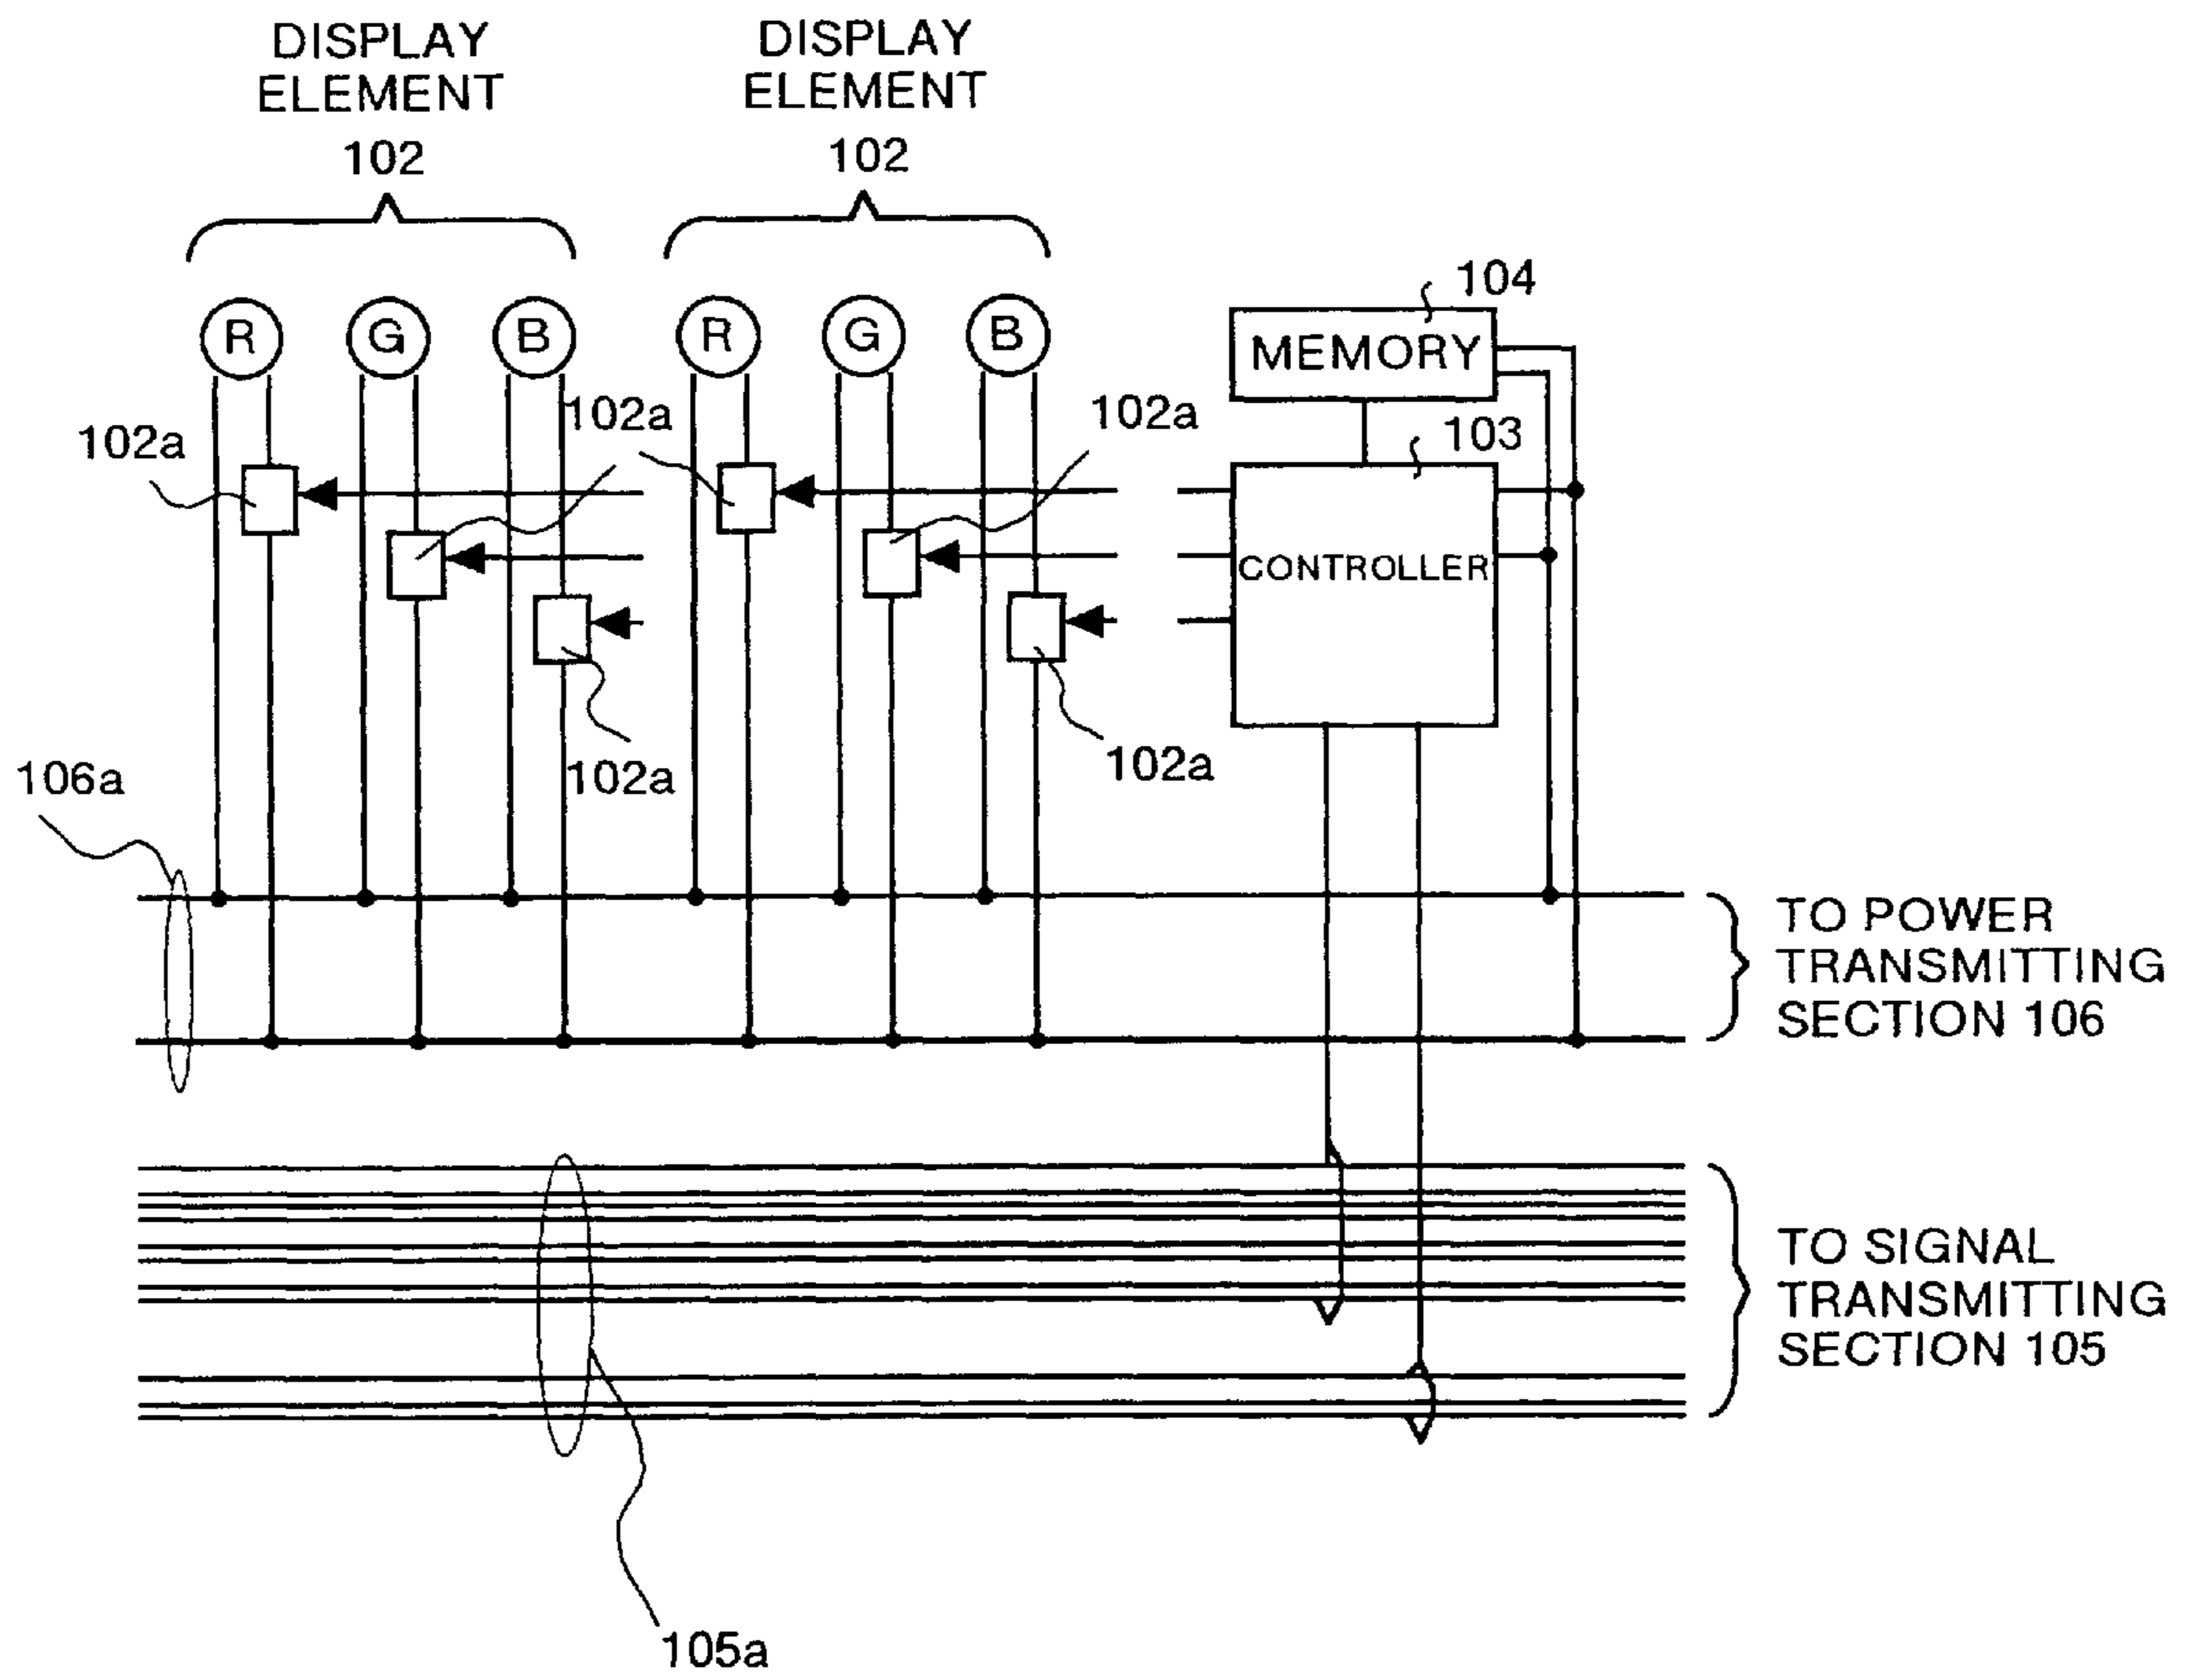 DISPLAY
ELEMENT
102
DISPLAY
ELEMENT
102
R
G
B
R
G
B
104
MEMORY
103
CONTROLLER
102a
102a
102a
102a
102a
106a
TO POWER
TRANSMITTING
SECTION 106
TO SIGNAL
TRANSMITTING
SECTION 105
105a